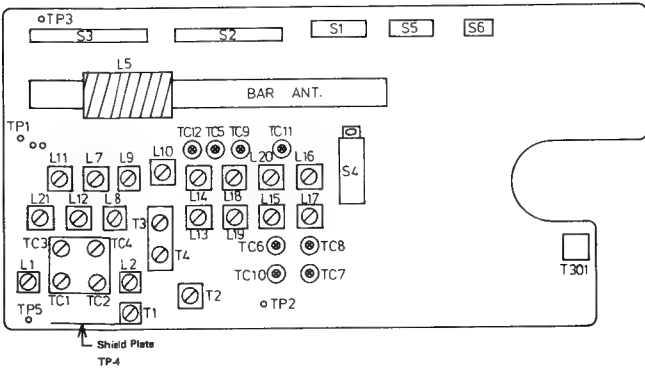 TP3
S3
S2
S1
S5
S6
L5
BAR ANT.
TP1
TC12
TC5
TC9
TC11
L11
L7
L9
L10
L20
L16
S4
L14
L18
L21
L12
L8
T3
L15
L17
L13
L19
TC3
TC4
T4
TC6
TC8
L1
L2
TC10
TC7
T301
TC1
TC2
T2
TP2
TP5
T1
Shield Plate
TP-4